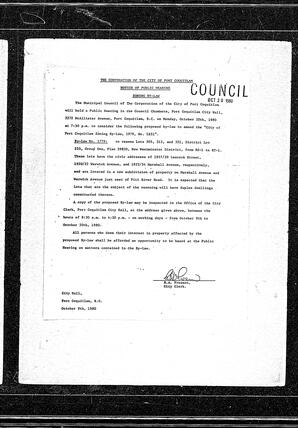 THE CORPORATION OF THE CITY OF PORT COQUITLAM
NOTICE OF PUBLIC HEARING
ZONING BY-LAW
COUNCIL
OCT 20 1980
The Municipal Council of The Corporation of the City of Port Coquitlam
will hold a Public Hearing in the Council Chambers, Port Coquitlam City Hall,
2272 McAllister Avenue, Port Coquitlam, B.C. on Monday, October 20th, 1980
at 7:30 p.m. to consider the following proposed by-law to amend the "City of
Port Coquitlam Zoning By-law, 1979, No.
By-law No. to rezone Lots 309, 313, and 321, District Lot
255, Group One, Plan New Westminster District, from RS-1 to RT-1.
These lots have the civic addresses of Laurier Street,
Warwick Avenue, and Marshall Avenue, respectively,
and are located in a new subdivision of property on Marshall Avenue and
Warwick Avenue just east of Pitt River Road. It is expected that the
lots that are the subject of the rezoning will have duplex dwellings
constructed thereon.
A copy of the proposed By-law may be inspected in the Office of the City
Clerk, Port Coquitlam City Hall, at the address given above, between the
hours of 8:30 a.m. to 4:30 p.m. - on working days - from October 9th to
October 20th, 1980.
All persons who deem their interest in property affected by the
proposed By-law shall be afforded an opportunity to be heard at the Public
Hearing on matters contained in the By-law.
R.A. Freeman,
City Clerk.
City Hall,
Port Coquitlam, B.C.
October 9th, 1980